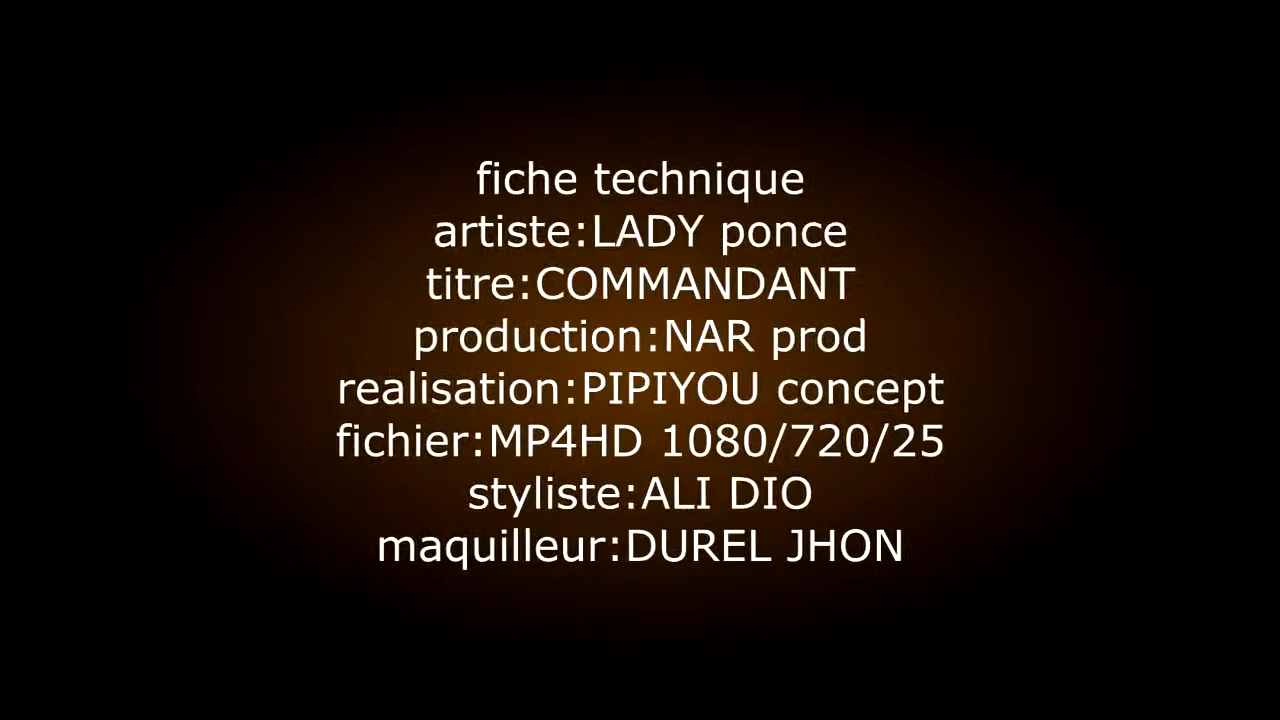 fiche technique
artiste:LADY ponce
titre:COMMANDANT
production:NAR prod
realisation:PIPIYOU concept
fichier:MP4HD 1080/720/25
styliste:ALI DIO
maquilleur:DUREL JHON